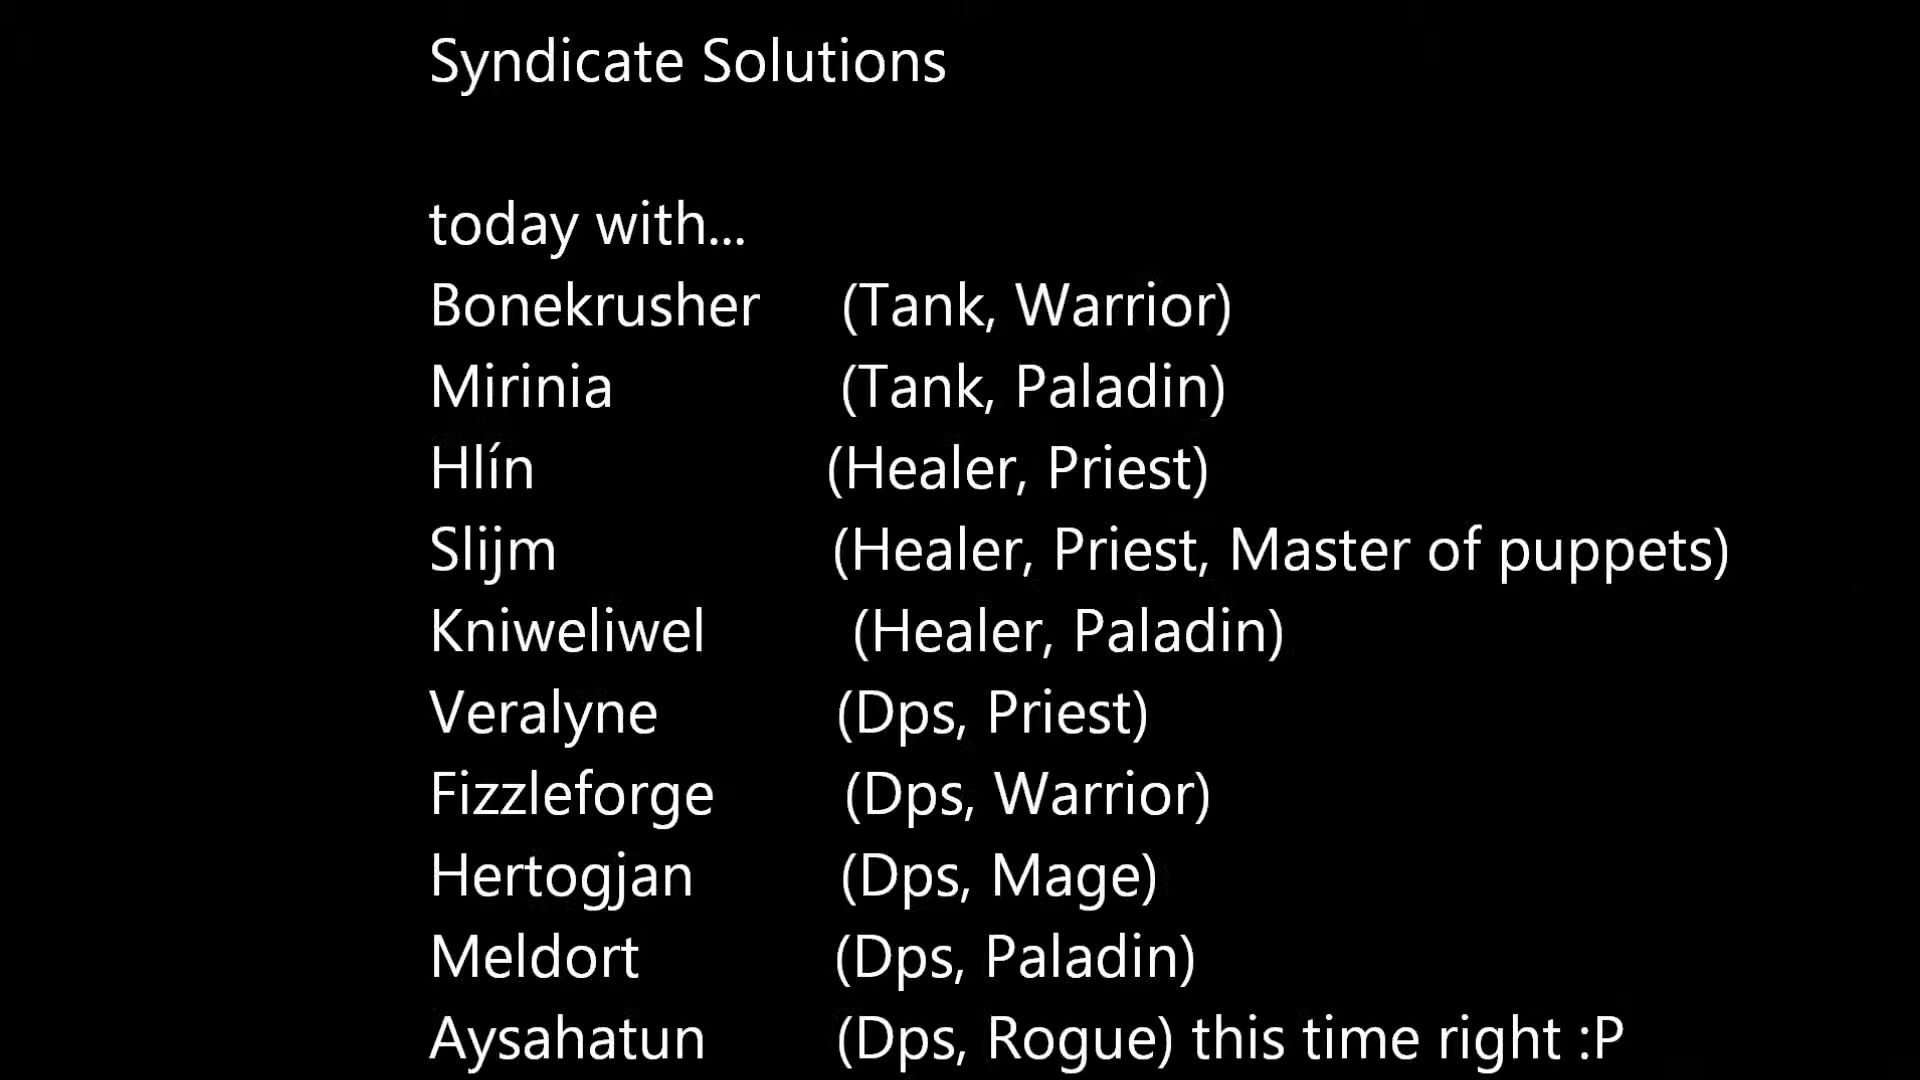 Syndicate Solutions
today with...
Bonekrusher (Tank, Warrior)
Mirinia (Tank, Paladin)
Hlín (Healer, Priest)
Slijm (Healer, Priest, Master of puppets)
Kniweliwel (Healer, Paladin)
Veralyne (Dps, Priest)
Fizzleforge (Dps, Warrior)
Hertogjan (Dps, Mage)
Meldort (Dps, Paladin)
Aysahatun (Dps, Rogue) this time right :P